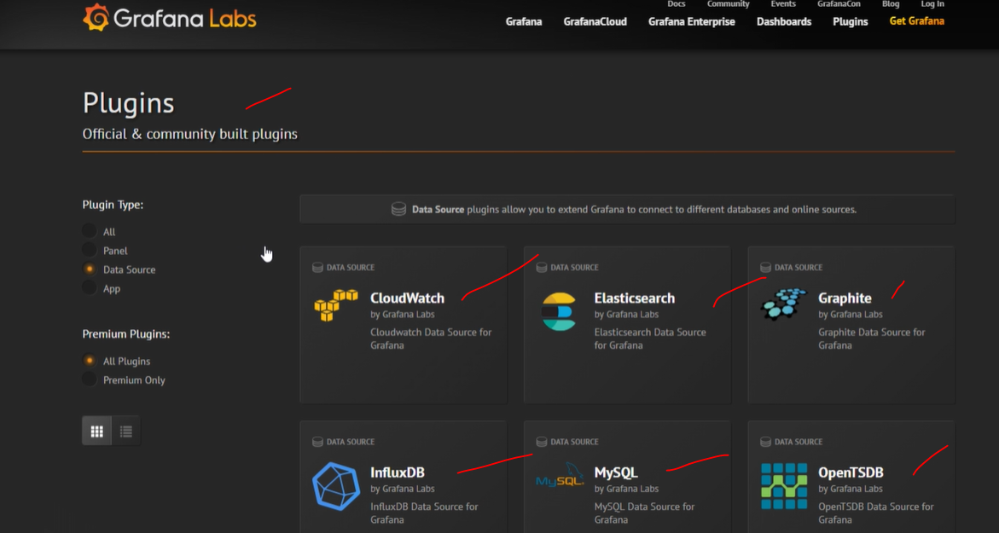 Grafana Labs
Docs Community Events GrafanaCon Blog Log In
Grafana GrafanaCloud Grafana Enterprise Dashboards Plugins Get Grafana
Plugins
Official & community built plugins
Plugin Type:
All
Panel
Data Source
App
Premium Plugins:
All Plugins
Premium Only
Data Source plugins allow you to extend Grafana to connect to different databases and online sources.
DATA SOURCE
CloudWatch
by Grafana Labs
Cloudwatch Data Source for
Grafana
DATA SOURCE
Elasticsearch
by Grafana Labs
Elasticsearch Data Source
for Grafana
DATA SOURCE
Graphite
by Grafana Labs
Graphite Data Source for
Grafana
DATA SOURCE
InfluxDB
by Grafana Labs
InfluxDB Data Source for
Grafana
DATA SOURCE
MySQL
MySQL
by Grafana Labs
MySQL Data Source for
Grafana
DATA SOURCE
OpenTSDB
by Grafana Labs
OpenTSDB Data Source for
Grafana